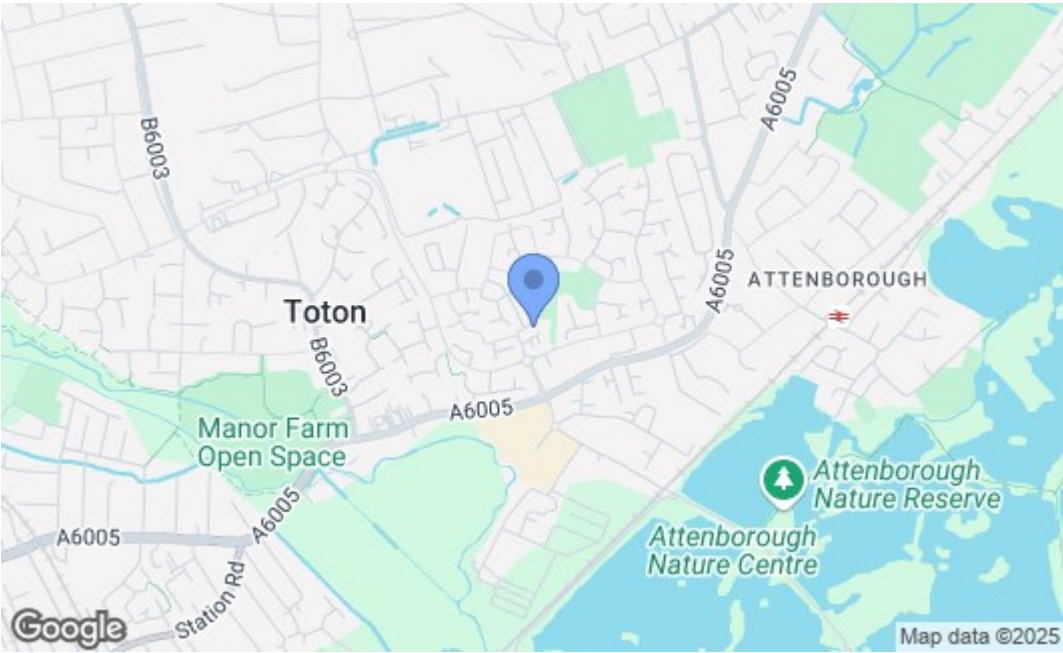 A6005
B6003
ATTENBOROUGH
A6005
Toton
B6003
A6005
Manor Farm
Open Space
Attenborough
Nature Reserve
A6005
A6005
Attenborough
Nature Centre
Station Rd
Google
Map data ©2025